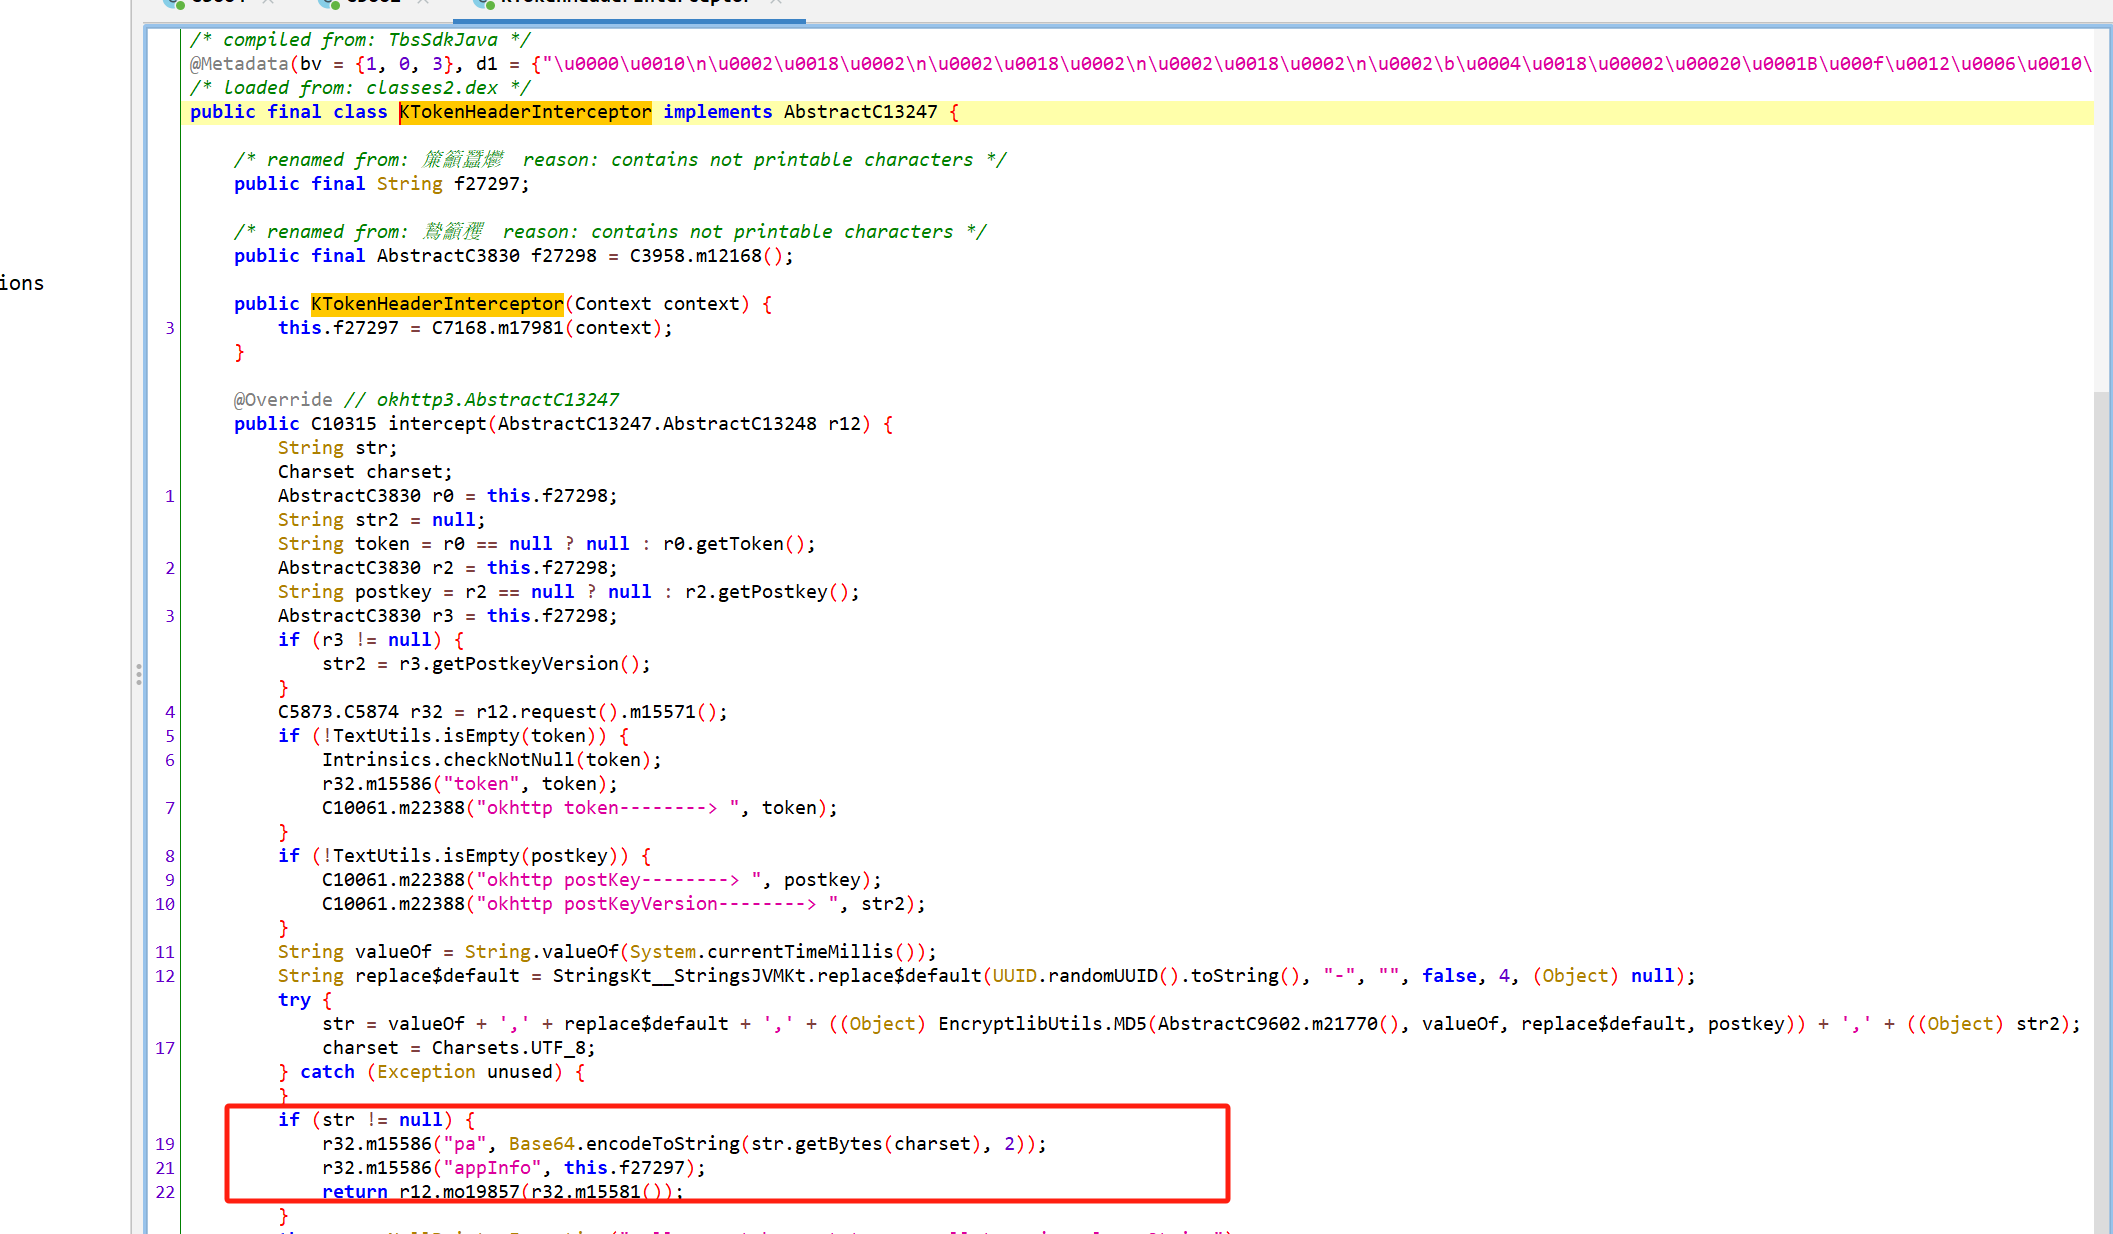 /* compiled from: TbsSdkJava */
@Metadata(bv = {1, 0, 3}, d1 = {"\u0000\u0010\n\u0002\u0018\u0002\n\u0002\u0018\u0002\n\u0002\u0018\u0002\n\u0002\b\u0004\u0018\u00002\u00020\u0001B\u000f\u0012\u0006\u0010\
/* loaded from: classes2.dex */
public final class KTokenHeaderInterceptor implements AbstractC13247 {
/* renamed from: reason: contains not printable characters */
public final String f27297;
/* renamed from: reason: contains not printable characters */
public final AbstractC3830 f27298 = C3958.m12168();
ions
public KTokenHeaderInterceptor(Context context) {
3 this.f27297 = C7168.m17981(context);
}
@Override // okhttp3.AbstractC13247
public C10315 intercept(AbstractC13247.AbstractC13248 r12) {
String str;
Charset charset;
1 AbstractC3830 r0 = this.f27298;
String str2 = null;
String token = r0 == null ? null : r0.getToken();
2 AbstractC3830 r2 = this.f27298;
String postkey = r2 == null ? null : r2.getPostkey();
3 AbstractC3830 r3 = this.f27298;
if (r3 != null) {
str2 = r3.getPostkeyVersion();
}
4 C5873.C5874 r32 = r12.request().m15571();
5 if (!TextUtils.isEmpty(token)) {
6 Intrinsics.checkNotNull(token);
r32.m15586("token", token);
7 C10061.m22388("okhttp token--------> ", token);
}
8 if (!TextUtils.isEmpty(postkey)) {
9 C10061.m22388("okhttp postKey--------> ", postkey);
10 C10061.m22388("okhttp postKeyVersion--------> ", str2);
}
11 String valueOf = String.valueOf(System.currentTimeMillis());
12 String replace$default = StringsKt__StringsJVMKt.replace$default(UUID.randomUUID().toString(), "-", "", false, 4, (Object) null);
try {
str = valueOf + ',' + replace$default + ',' + ((Object) EncryptlibUtils.MD5(AbstractC9602.m21770(), valueOf, replace$default, postkey)) + ',' + ((Object) str2);
17 charset = Charsets.UTF_8;
} catch (Exception unused) {
}
if (str != null) {
19 r32.m15586("pa", Base64.encodeToString(str.getBytes(charset), 2));
21 r32.m15586("appInfo", this.f27297);
22 return r12.mo19857(r32.m15581());
}